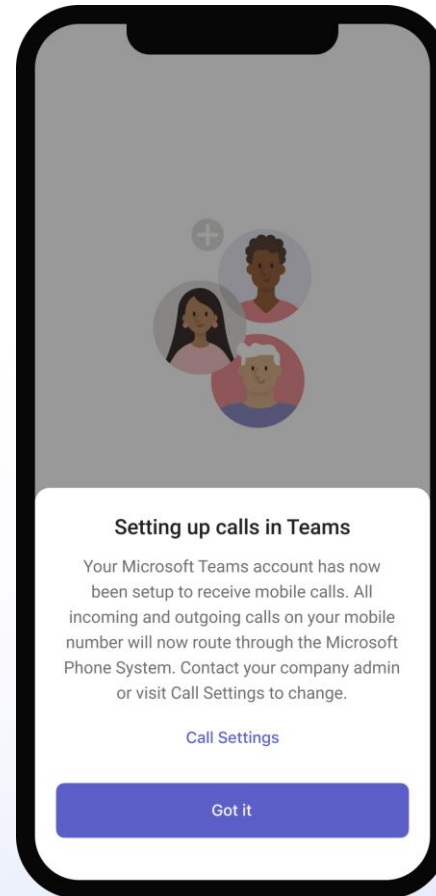 Setting up calls in Teams
Your Microsoft Teams account has now
been setup to receive mobile calls. All
incoming and outgoing calls on your mobile
number will now route through the Microsoft
Phone System. Contact your company admin
or visit Call Settings to change.
Call Settings
Got it